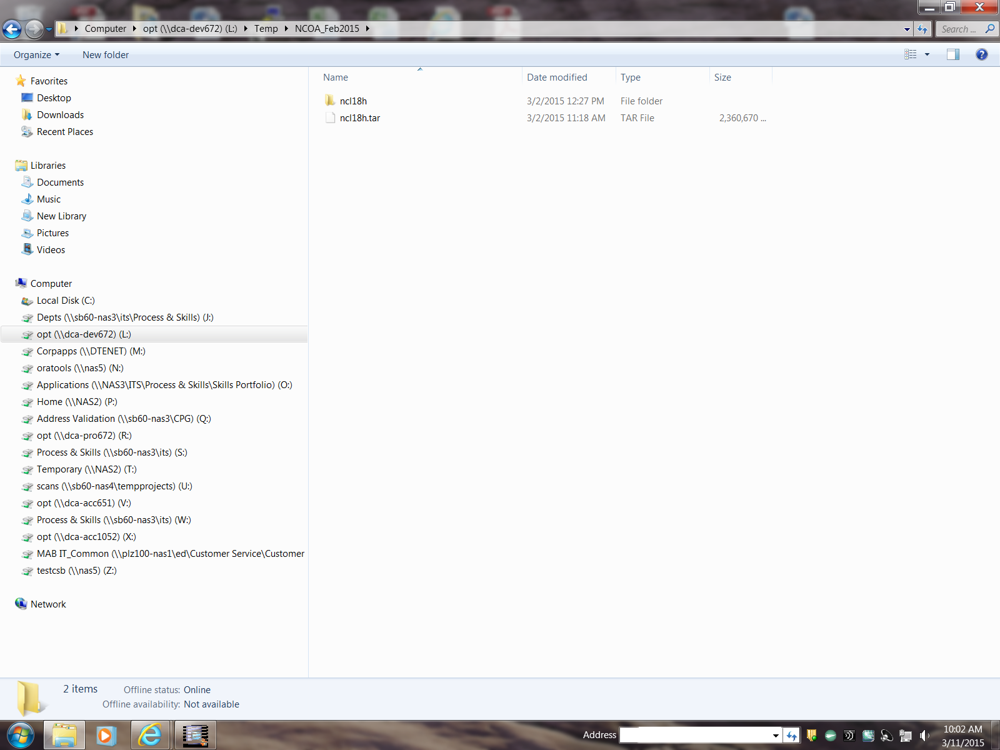 Computer opt (\\dca-dev672) (L:) Temp NCOA_Feb2015
Search ...
Organize New folder
Name Date modified Type Size
ncl18h 3/2/2015 12:27 PM File folder
ncl18h.tar 3/2/2015 11:18 AM TAR File 2,360,670 ...
Favorites
Desktop
Downloads
Recent Places
Libraries
Documents
Music
New Library
Pictures
Videos
Computer
Local Disk (C:)
Depts (\\sb60-nas3\its\Process & Skills) (J:)
opt (\\dca-dev672) (L:)
Corpapps (\\DTENET) (M:)
oratools (\\nas5) (N:)
Applications (\\NAS3\ITS\Process & Skills\Skills Portfolio) (O:)
Home (\\NAS2) (P:)
Address Validation (\\sb60-nas3\CPG) (Q:)
opt (\\dca-pro672) (R:)
Process & Skills (\\sb60-nas3\its) (S:)
Temporary (\\NAS2) (T:)
scans (\\sb60-nas4\tempprojects) (U:)
opt (\\dca-acc651) (V:)
Process & Skills (\\sb60-nas3\its) (W:)
opt (\\dca-acc1052) (X:)
MAB IT_Common (\\plz100-nas1\ed\Customer Service\Customer
testcsb (\\nas5) (Z:)
Network
2 items Offline status: Online
Offline availability: Not available
Address
10:02 AM
3/11/2015